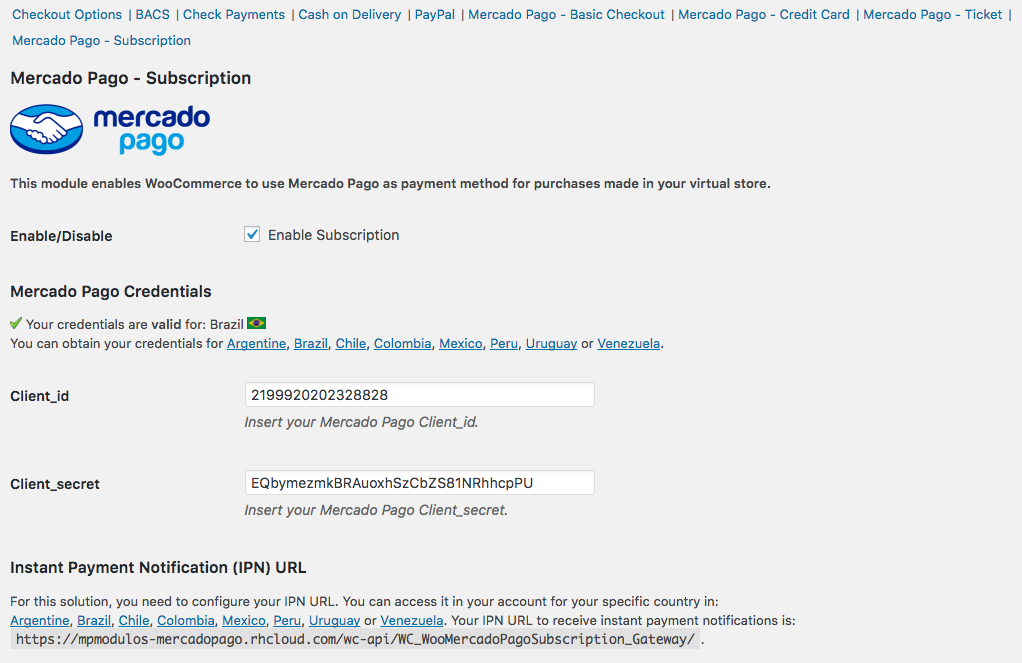 Checkout Options | BACS | Check Payments | Cash on Delivery | PayPal | Mercado Pago - Basic Checkout | Mercado Pago - Credit Card | Mercado Pago - Ticket |
Mercado Pago - Subscription
Mercado Pago - Subscription
mercado
pago
This module enables WooCommerce to use Mercado Pago as payment method for purchases made in your virtual store.
Enable/Disable Enable Subscription
Mercado Pago Credentials
Your credentials are valid for: Brazil
You can obtain your credentials for Argentine, Brazil, Chile, Colombia, Mexico, Peru, Uruguay or Venezuela.
Client_id 2199920202328828
Insert your Mercado Pago Client_id.
Client_secret EQbymezmkBRAuoxhSzCbZS81NRhhcpPU
Insert your Mercado Pago Client_secret.
Instant Payment Notification (IPN) URL
For this solution, you need to configure your IPN URL. You can access it in your account for your specific country in:
Argentine, Brazil, Chile, Colombia, Mexico, Peru, Uruguay or Venezuela. Your IPN URL to receive instant payment notifications is:
https://mpmodulos-mercadopago.rhcloud.com/wc-api/WC_WooMercadoPagoSubscription_Gateway/ .